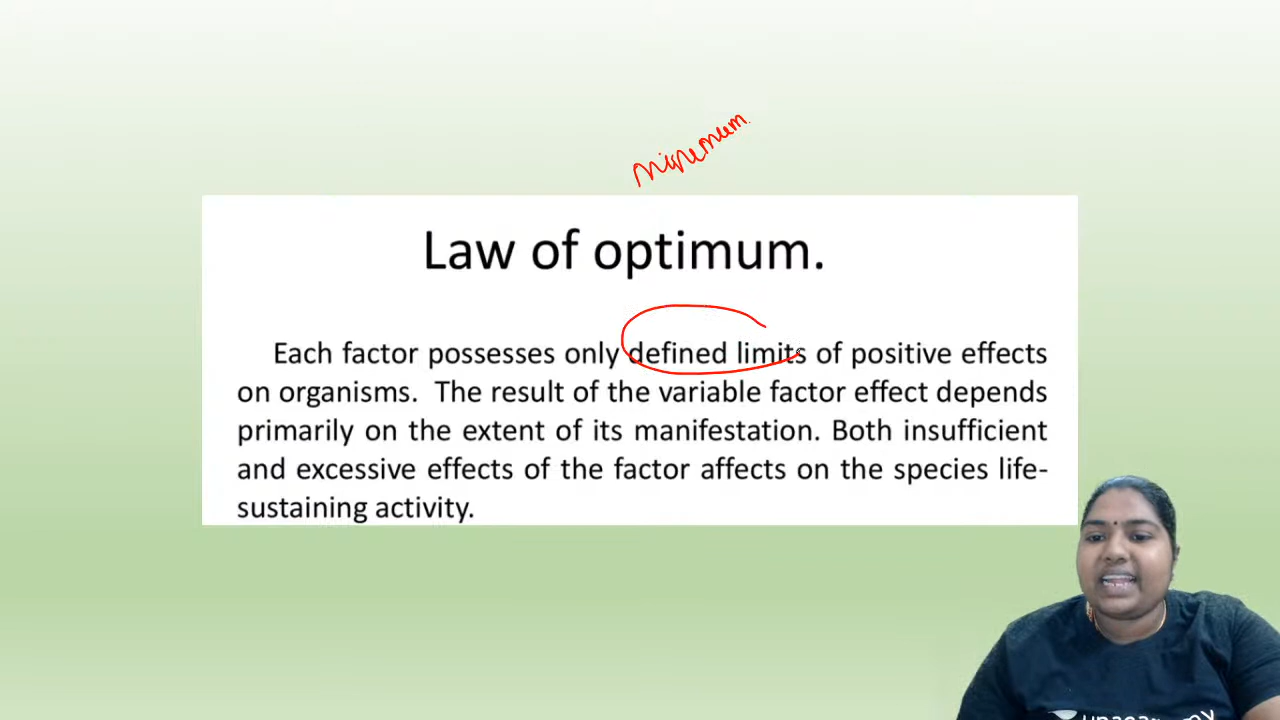 Law of optimum.
Each factor possesses only defined limits of positive effects
on organisms. The result of the variable factor effect depends
primarily on the extent of its manifestation. Both insufficient
and excessive effects of the factor affects on the species life-
sustaining activity.